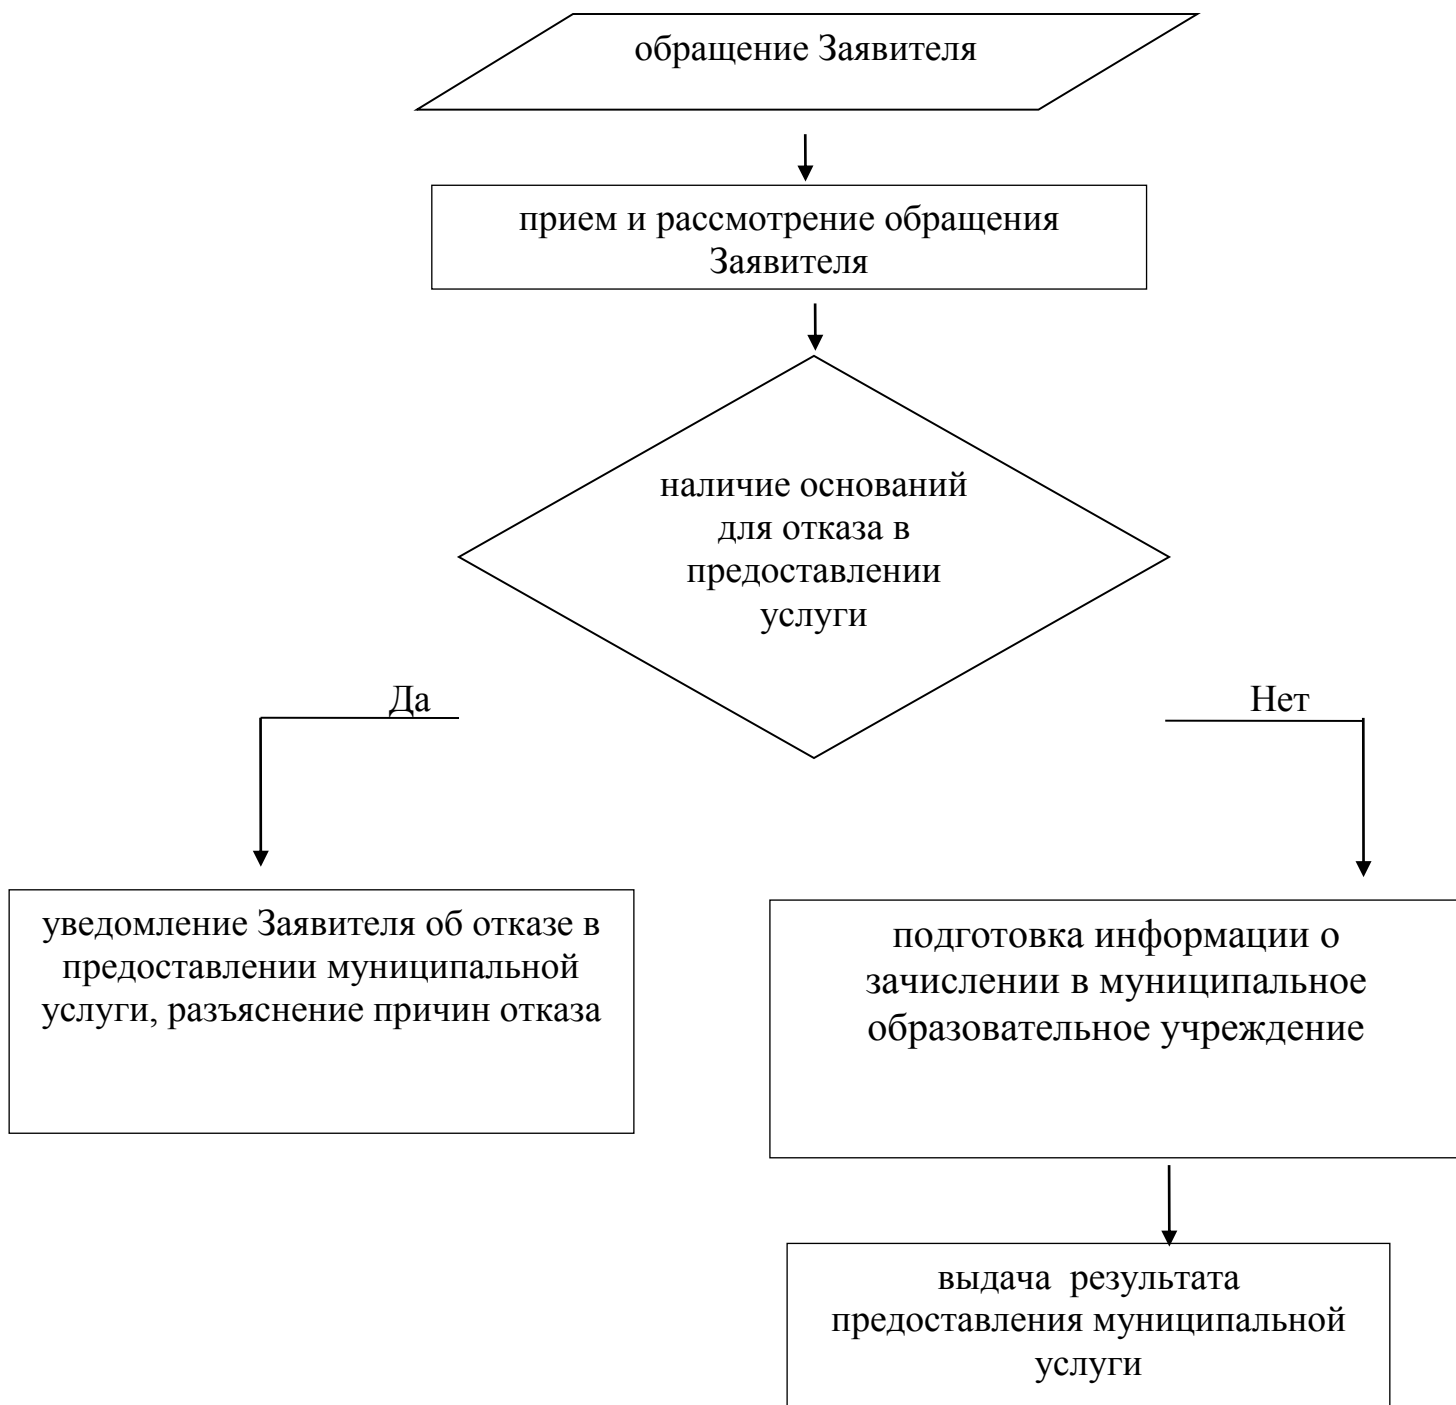 обращение Заявителя
прием и рассмотрение обращения
Заявителя
наличие оснований
для отказа в
предоставлении
услуги
Да
Нет
уведомление Заявителя об отказе в
предоставлении муниципальной
услуги, разъяснение причин отказа
подготовка информации о
зачислении в муниципальное
образовательное учреждение
выдача  результата
предоставления муниципальной
услуги